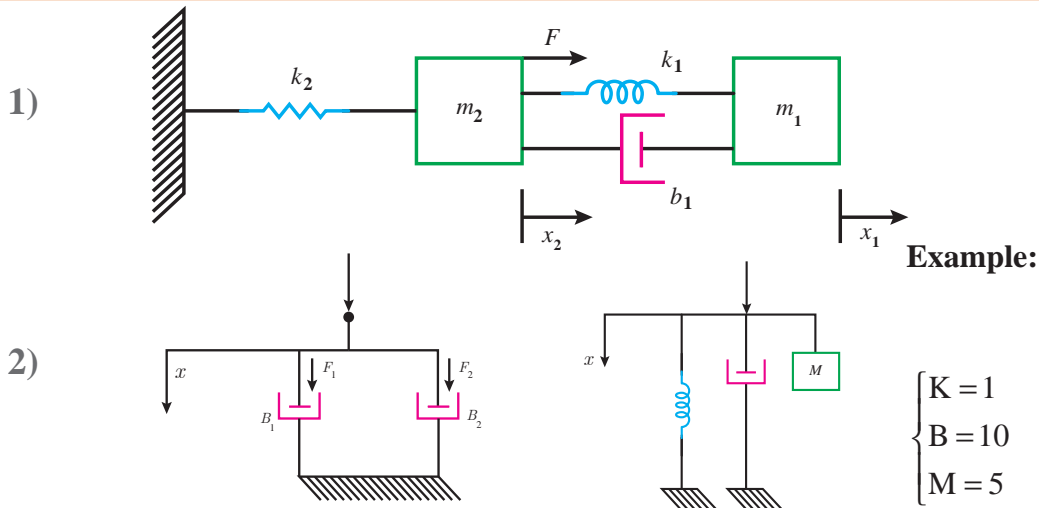 1)
k2
F
k1
m2
m1
b1
x2
x1
Example:
2)
x
F1
F2
B1
B2
x
M
K = 1
B = 10
M = 5